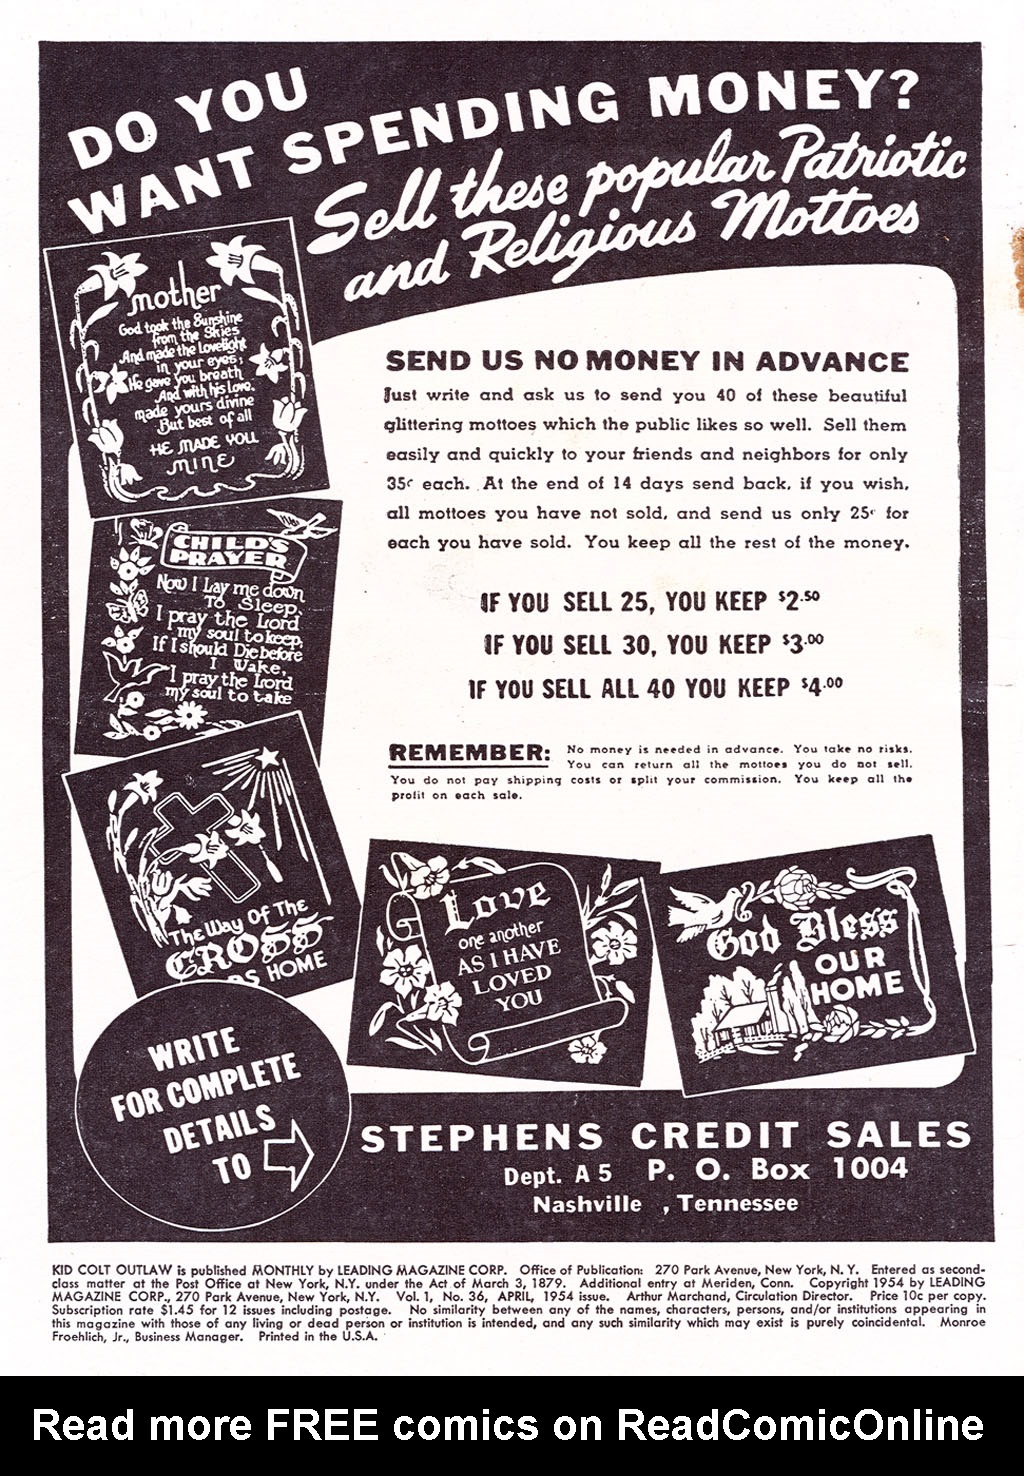 DO YOU
WANT SPENDING MONEY?
Sell these popular Patriotic
and Religious Mottoes
mother
God took the Sunshine
from the Skies
And made the Lovelight
in your eyes;
He gave you breath
And with his love.
made yours divine
But best of all
HE MADE YOU
MINE
SEND US NO MONEY IN ADVANCE
Just write and ask us to send you 40 of these beautiful
glittering mottoes which the public likes so well. Sell them
easily and quickly to your friends and neighbors for only
35c each. At the end of 14 days send back, if you wish,
all mottoes you have not sold, and send us only 25c for
each you have sold. You keep all the rest of the money.
CHILD'S
PRAYER
Now I Lay me down
To Sleep,
I pray the Lord
my soul to keep,
If I should Die before
I Wake,
I pray the Lord
my soul to take
IF YOU SELL 25, YOU KEEP $2.50
IF YOU SELL 30, YOU KEEP $3.00
IF YOU SELL ALL 40 YOU KEEP $4.00
REMEMBER: No money is needed in advance. You take no risks.
You can return all the mottoes you do not sell.
You do not pay shipping costs or split your commission. You keep all the
profit on each sale.
The Way Of The
CROSS
HOME
Love
one another
AS I HAVE
LOVED
YOU
God Bless
OUR
HOME
WRITE
FOR COMPLETE
DETAILS
TO
STEPHENS CREDIT SALES
Dept. A 5 P. O. Box 1004
Nashville , Tennessee
KID COLT OUTLAW is published MONTHLY by LEADING MAGAZINE CORP. Office of Publication: 270 Park Avenue, New York, N. Y. Entered as second-
class matter at the Post Office at New York, N.Y. under the Act of March 3, 1879. Additional entry at Meriden, Conn. Copyright 1954 by LEADING
MAGAZINE CORP., 270 Park Avenue, New York, N.Y. Vol. 1, No. 36, APRIL, 1954 issue. Arthur Marchand, Circulation Director. Price 10c per copy.
Subscription rate $1.45 for 12 issues including postage. No similarity between any of the names, characters, persons, and/or institutions appearing in
this magazine with those of any living or dead person or institution is intended, and any such similarity which may exist is purely coincidental. Monroe
Froehlich, Jr., Business Manager. Printed in the U.S.A.
Read more FREE comics on ReadComicOnline